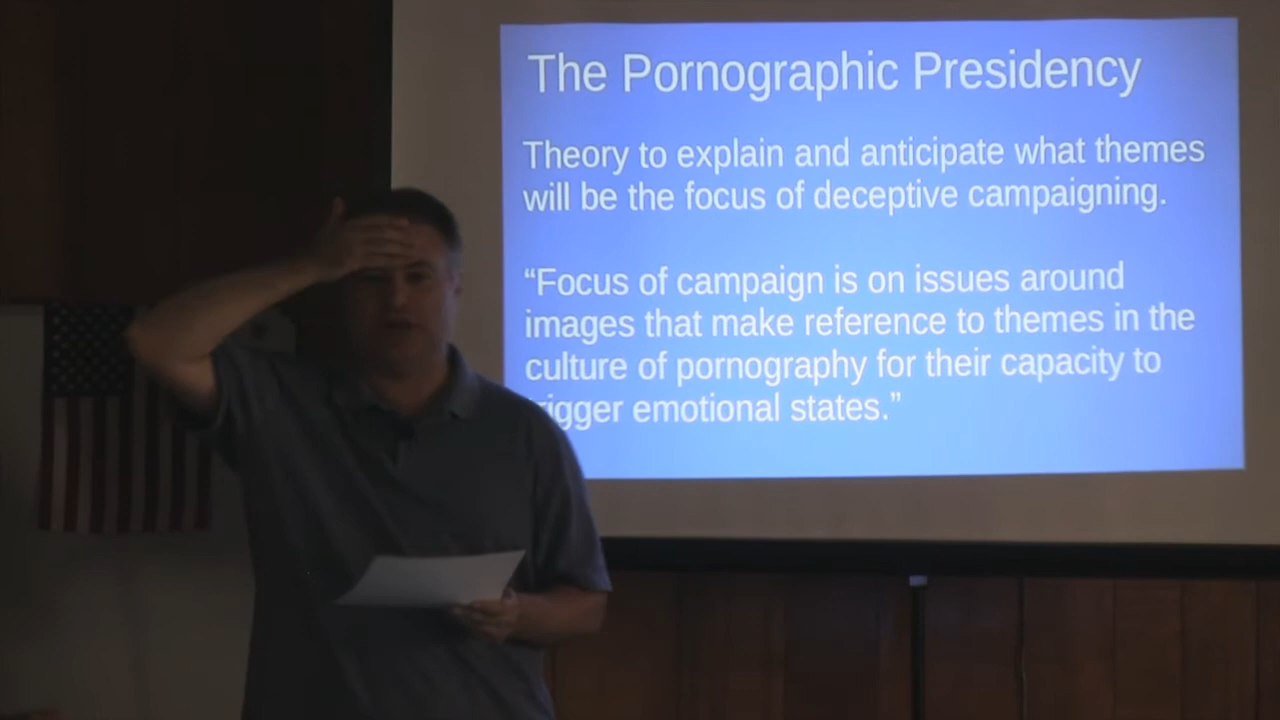 The Pornographic Presidency
Theory to explain and anticipate what themes
will be the focus of deceptive campaigning.
“Focus of campaign is on issues around
images that make reference to themes in the
culture of pornography for their capacity to
trigger emotional states.”